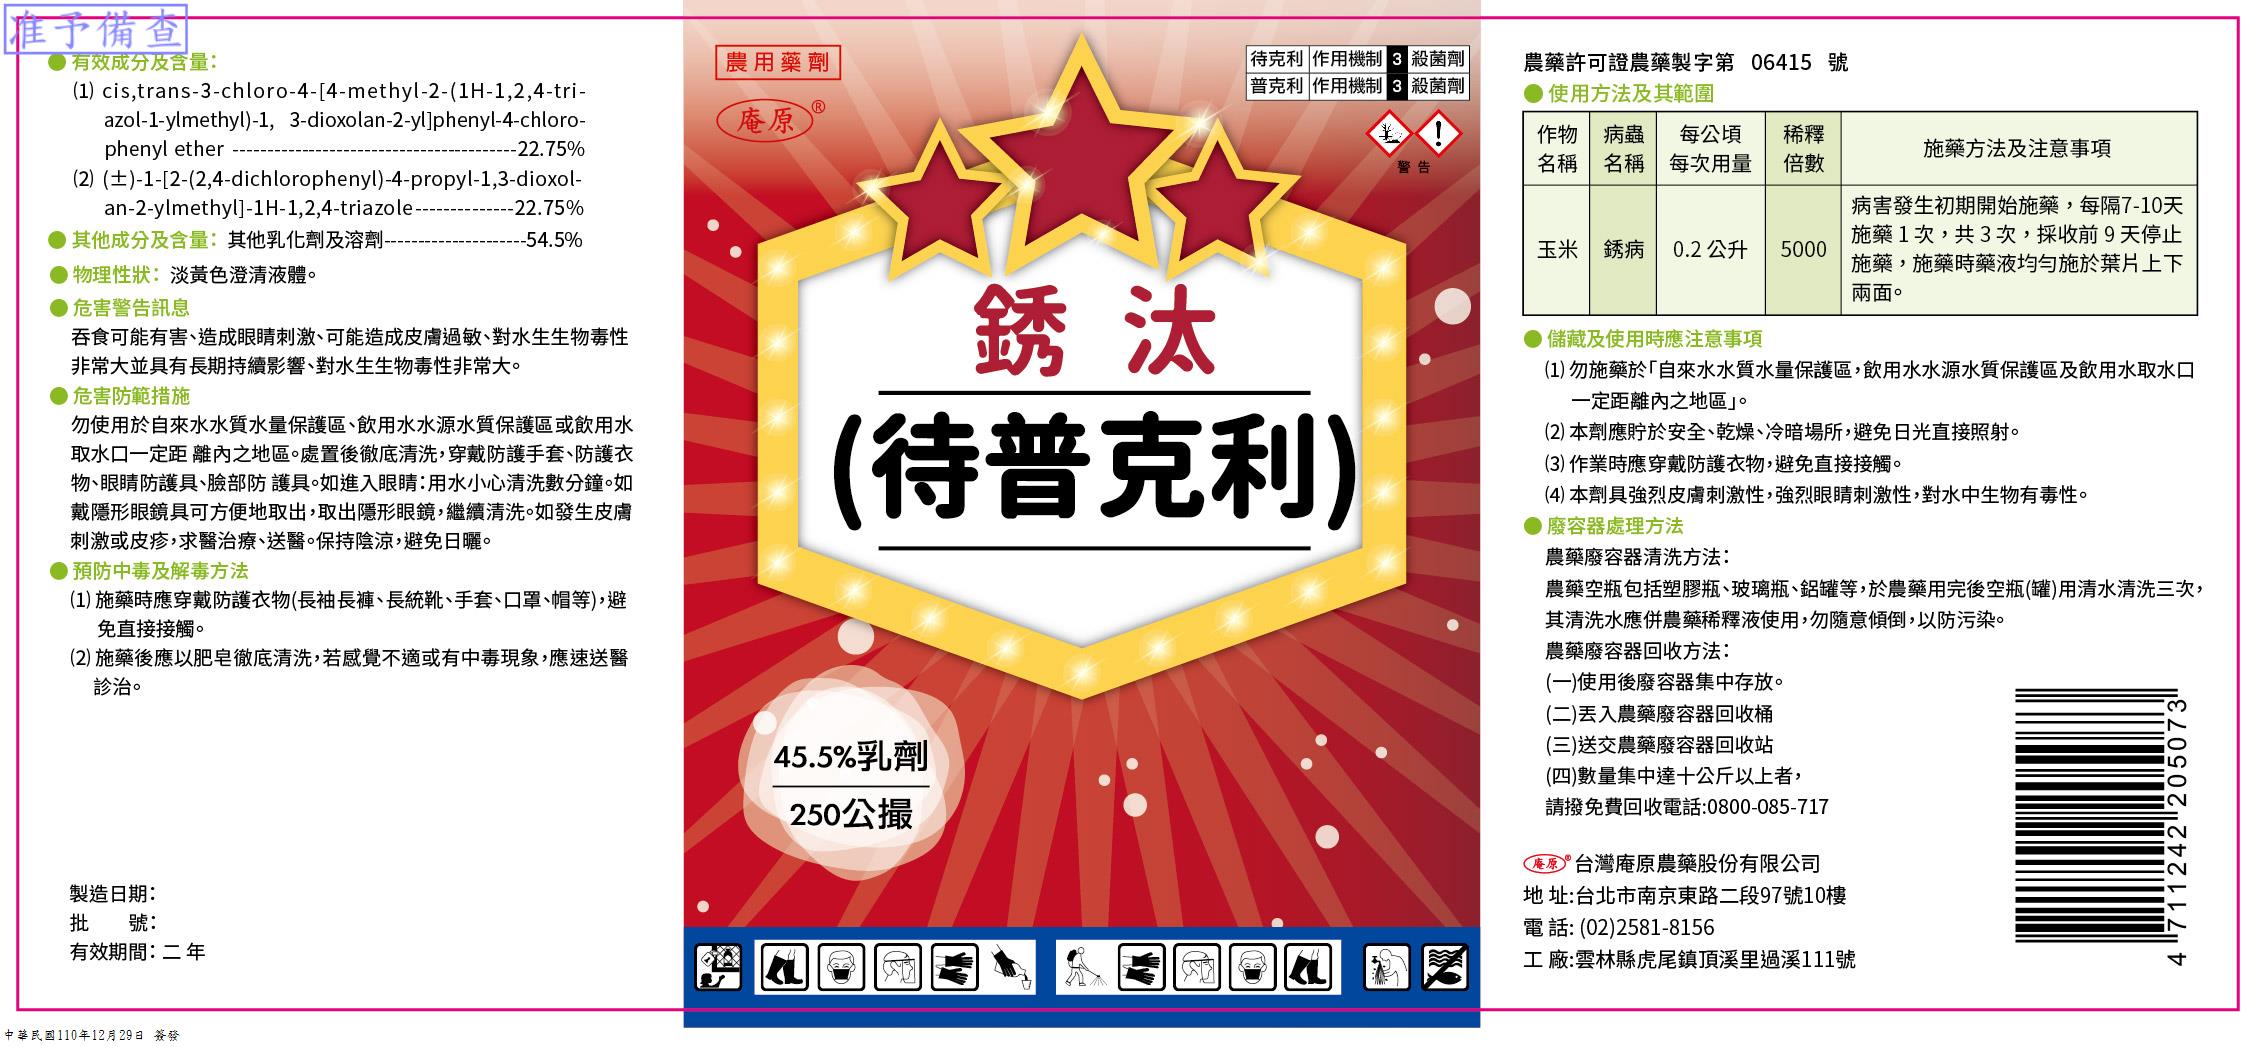 准予備查
● 有效成分及含量：
(1) cis,trans-3-chloro-4-[4-methyl-2-(1H-1,2,4-tri-
azol-1-ylmethyl)-1, 3-dioxolan-2-yl]phenyl-4-chloro-
phenyl ether -----------------------------------------22.75%
(2) (±)-1-[2-(2,4-dichlorophenyl)-4-propyl-1,3-dioxol-
an-2-ylmethyl]-1H-1,2,4-triazole--------------22.75%
● 其他成分及含量： 其他乳化劑及溶劑---------------------54.5%
● 物理性狀： 淡黃色澄清液體。
● 危害警告訊息
吞食可能有害、造成眼睛刺激、可能造成皮膚過敏、對水生生物毒性
非常大並具有長期持續影響、對水生生物毒性非常大。
● 危害防範措施
勿使用於自來水水質水量保護區、飲用水水源水質保護區或飲用水
取水口一定距 離內之地區。處置後徹底清洗，穿戴防護手套、防護衣
物、眼睛防護具、臉部防 護具。如進入眼睛：用水小心清洗數分鐘。如
戴隱形眼鏡具可方便地取出，取出隱形眼鏡，繼續清洗。如發生皮膚
刺激或皮疹，求醫治療、送醫。保持陰涼，避免日曬。
● 預防中毒及解毒方法
(1) 施藥時應穿戴防護衣物(長袖長褲、長統靴、手套、口罩、帽等)，避
免直接接觸。
(2) 施藥後應以肥皂徹底清洗，若感覺不適或有中毒現象，應速送醫
診治。
製造日期：
批　　號：
有效期間： 二 年
農用藥劑
庵原®
待克利 作用機制 3 殺菌劑
普克利 作用機制 3 殺菌劑
警 告
銹 汰
(待普克利)
45.5%乳劑
250公撮
農藥許可證農藥製字第 06415 號
● 使用方法及其範圍
作物名稱 病蟲名稱 每公頃每次用量 稀釋倍數 施藥方法及注意事項
玉米 銹病 0.2 公升 5000 病害發生初期開始施藥，每隔7-10天
施藥 1 次，共 3 次，採收前 9 天停止
施藥，施藥時藥液均勻施於葉片上下
兩面。
● 儲藏及使用時應注意事項
(1) 勿施藥於「自來水水質水量保護區，飲用水水源水質保護區及飲用水取水口
一定距離內之地區」。
(2) 本劑應貯於安全、乾燥、冷暗場所，避免日光直接照射。
(3) 作業時應穿戴防護衣物，避免直接接觸。
(4) 本劑具強烈皮膚刺激性，強烈眼睛刺激性，對水中生物有毒性。
● 廢容器處理方法
農藥廢容器清洗方法：
農藥空瓶包括塑膠瓶、玻璃瓶、鋁罐等，於農藥用完後空瓶(罐)用清水清洗三次，
其清洗水應併農藥稀釋液使用，勿隨意傾倒，以防污染。
農藥廢容器回收方法：
(一)使用後廢容器集中存放。
(二)丟入農藥廢容器回收桶
(三)送交農藥廢容器回收站
(四)數量集中達十公斤以上者，
請撥免費回收電話:0800-085-717
庵原®台灣庵原農藥股份有限公司
地 址:台北市南京東路二段97號10樓
電 話: (02)2581-8156
工 廠:雲林縣虎尾鎮頂溪里過溪111號
4711242205073
中華民國110年12月29日 簽發